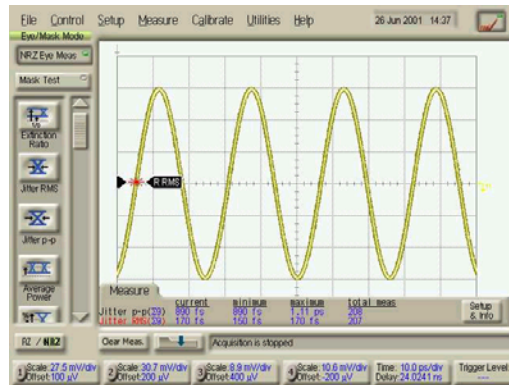 File Control Setup Measure Calibrate Utilities Help 26 Jun 2001 14:37
Eye/Mask Mode
NRZ Eye Meas
Mask Test
Extinction
Ratio
Jitter RMS
Jitter p-p
Average
Power
R RMS
Measure
current minimum maximum total meas
Jitter p-p(29) 890 fs 890 fs 1.11 ps 208
Jitter RMS(29) 170 fs 150 fs 170 fs 207
Setup
& Info
RZ / NRZ Clear Meas. Acquisition is stopped
1 Scale: 27.5 mV/div 2 Scale: 30.7 mV/div 3 Scale: 8.9 mV/div 4 Scale: 10.6 mV/div Time: 10.0 ps/div Trigger Level
Offset: 100 µV Offset: 200 µV Offset: 400 µV Offset: -200 µV Delay: 24.0241 ns